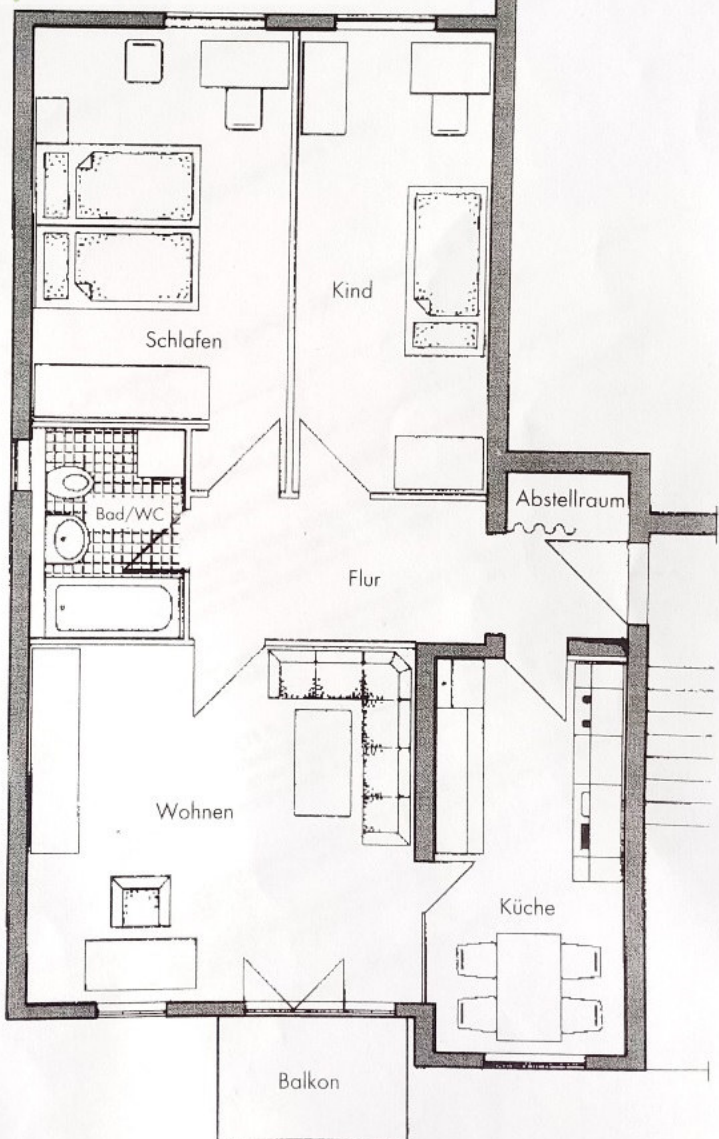 Kind
Schlafen
Abstellraum
Bad/WC
Flur
Wohnen
Küche
Balkon